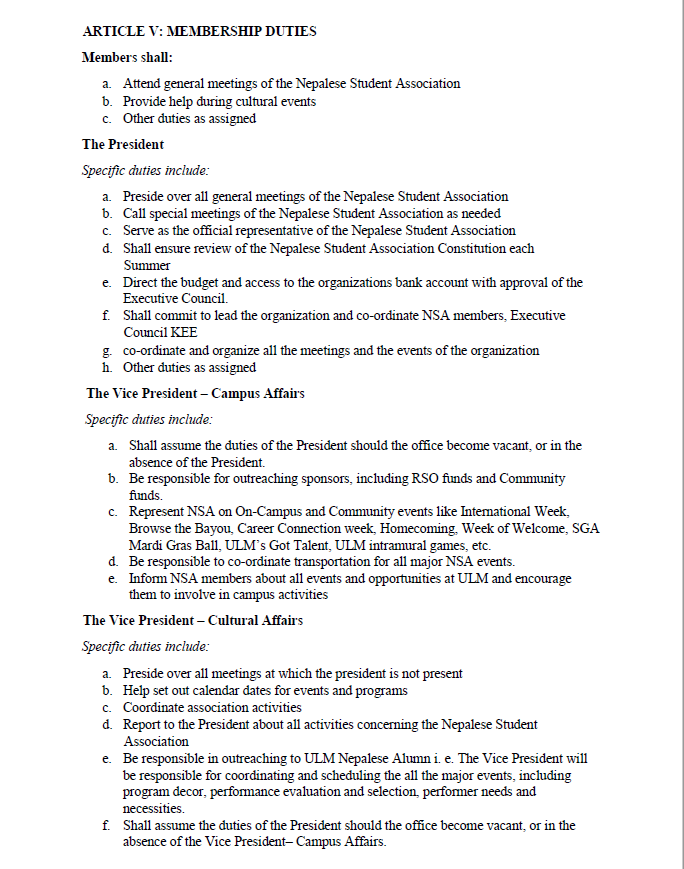 ARTICLE V: MEMBERSHIP DUTIES
Members shall:
a. Attend general meetings of the Nepalese Student Association
b. Provide help during cultural events
c. Other duties as assigned
The President
Specific duties include:
a. Preside over all general meetings of the Nepalese Student Association
b. Call special meetings of the Nepalese Student Association as needed
c. Serve as the official representative of the Nepalese Student Association
d. Shall ensure review of the Nepalese Student Association Constitution each
Summer
e. Direct the budget and access to the organizations bank account with approval of the
Executive Council.
f. Shall commit to lead the organization and co-ordinate NSA members, Executive
Council KEE
g. co-ordinate and organize all the meetings and the events of the organization
h. Other duties as assigned
The Vice President – Campus Affairs
Specific duties include:
a. Shall assume the duties of the President should the office become vacant, or in the
absence of the President.
b. Be responsible for outreaching sponsors, including RSO funds and Community
funds.
c. Represent NSA on On-Campus and Community events like International Week,
Browse the Bayou, Career Connection week, Homecoming, Week of Welcome, SGA
Mardi Gras Ball, ULM's Got Talent, ULM intramural games, etc.
d. Be responsible to co-ordinate transportation for all major NSA events.
e. Inform NSA members about all events and opportunities at ULM and encourage
them to involve in campus activities
The Vice President – Cultural Affairs
Specific duties include:
a. Preside over all meetings at which the president is not present
b. Help set out calendar dates for events and programs
c. Coordinate association activities
d. Report to the President about all activities concerning the Nepalese Student
Association
e. Be responsible in outreaching to ULM Nepalese Alumn i. e. The Vice President will
be responsible for coordinating and scheduling the all the major events, including
program decor, performance evaluation and selection, performer needs and
necessities.
f. Shall assume the duties of the President should the office become vacant, or in the
absence of the Vice President– Campus Affairs.